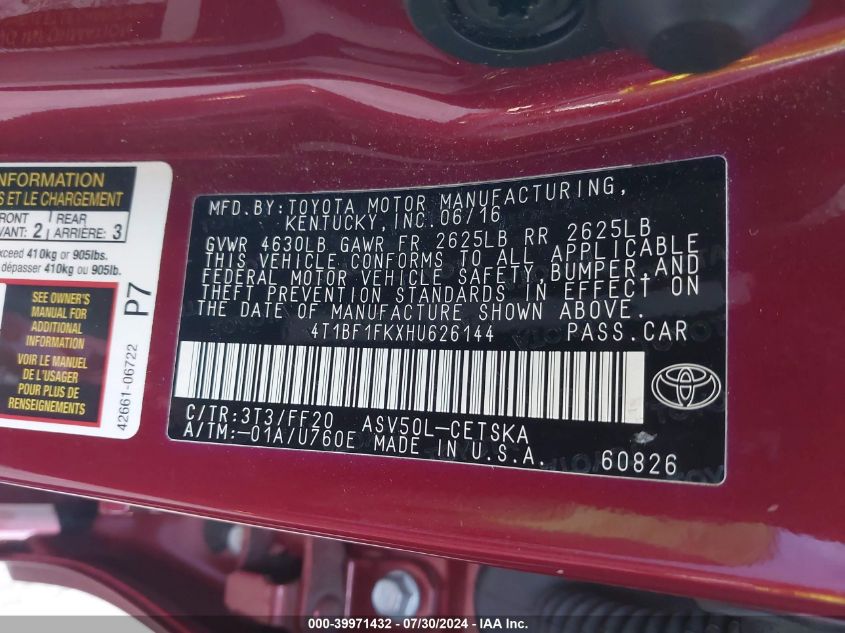 NFORMATION
S ET LE CHARGEMENT
FRONT
VANT: 2
REAR
ARRIÈRE: 3
xceed 410kg or 905lbs.
dépasser 410kg ou 905lb.
SEE OWNER'S
MANUAL FOR
ADDITIONAL
INFORMATION
VOIR LE MANUEL
DE L'USAGER
POUR PLUS DE
RENSEIGNEMENTS
P7
42661-06722
MFD.BY:TOYOTA MOTOR MANUFACTURING,
KENTUCKY, INC. 06/16
GVWR 4630LB GAWR FR 2625LB RR 2625LB
THIS VEHICLE CONFORMS TO ALL APPLICABLE
FEDERAL MOTOR VEHICLE SAFETY, BUMPER, AND
THEFT PREVENTION STANDARDS IN EFFECT ON
THE DATE OF MANUFACTURE SHOWN ABOVE.
4T1BF1FKXHU626144 PASS.CAR
C/TR:3T3/FF20 ASV50L-CETSKA
A/TM:-01A/U760E MADE IN U.S.A. 60826
000-39971432 - 07/30/2024 - IAA Inc.